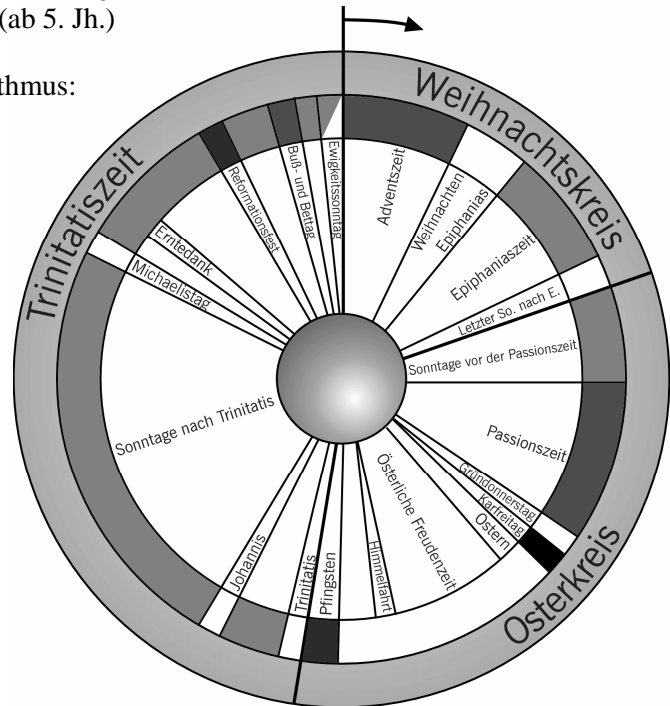 (ab 5. Jh.)
thmus:
Weihnachtskreis
Adventszeit
Weihnachten
Epiphanias
Epiphaniaszeit
Letzter So. nach E.
Osterkreis
Sonntage vor der Passionszeit
Passionszeit
Gründonnerstag
Karfreitag
Ostern
Österliche Freudenzeit
Himmelfahrt
Pfingsten
Trinitatiszeit
Trinitatis
Johannis
Sonntage nach Trinitatis
Michaelistag
Erntedank
Reformationsfest
Buß- und Bettag
Ewigkeitssonntag